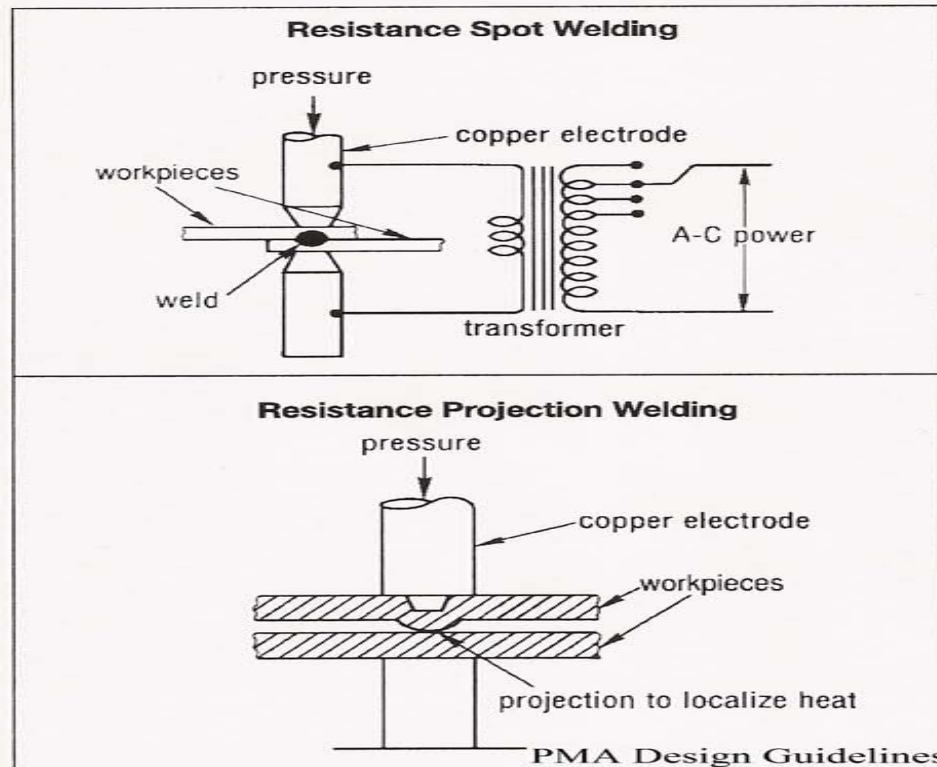 Resistance Spot Welding
pressure
copper electrode
workpieces
A-C power
weld
transformer
Resistance Projection Welding
pressure
copper electrode
workpieces
projection to localize heat
PMA Design Guidelines